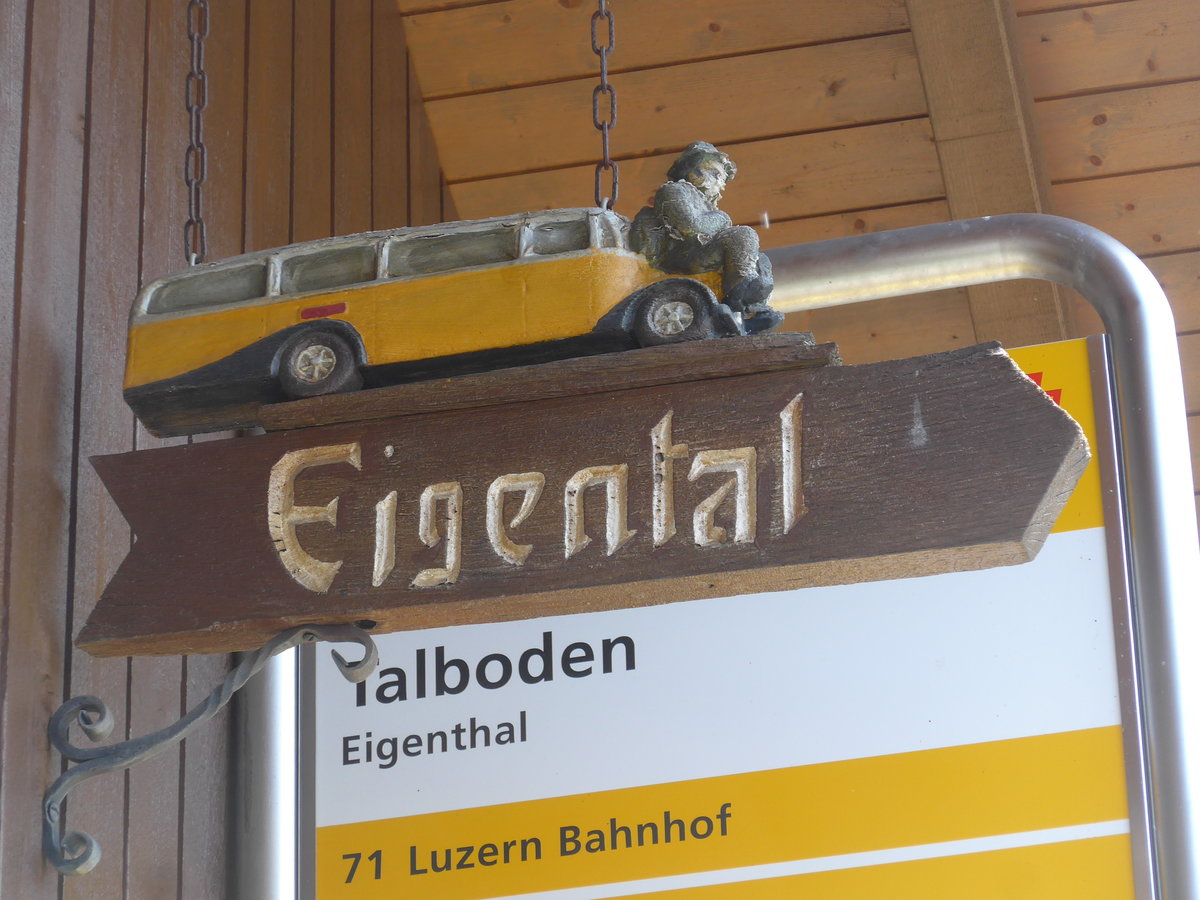 Eigental
Talboden
Eigenthal
71 Luzern Bahnhof